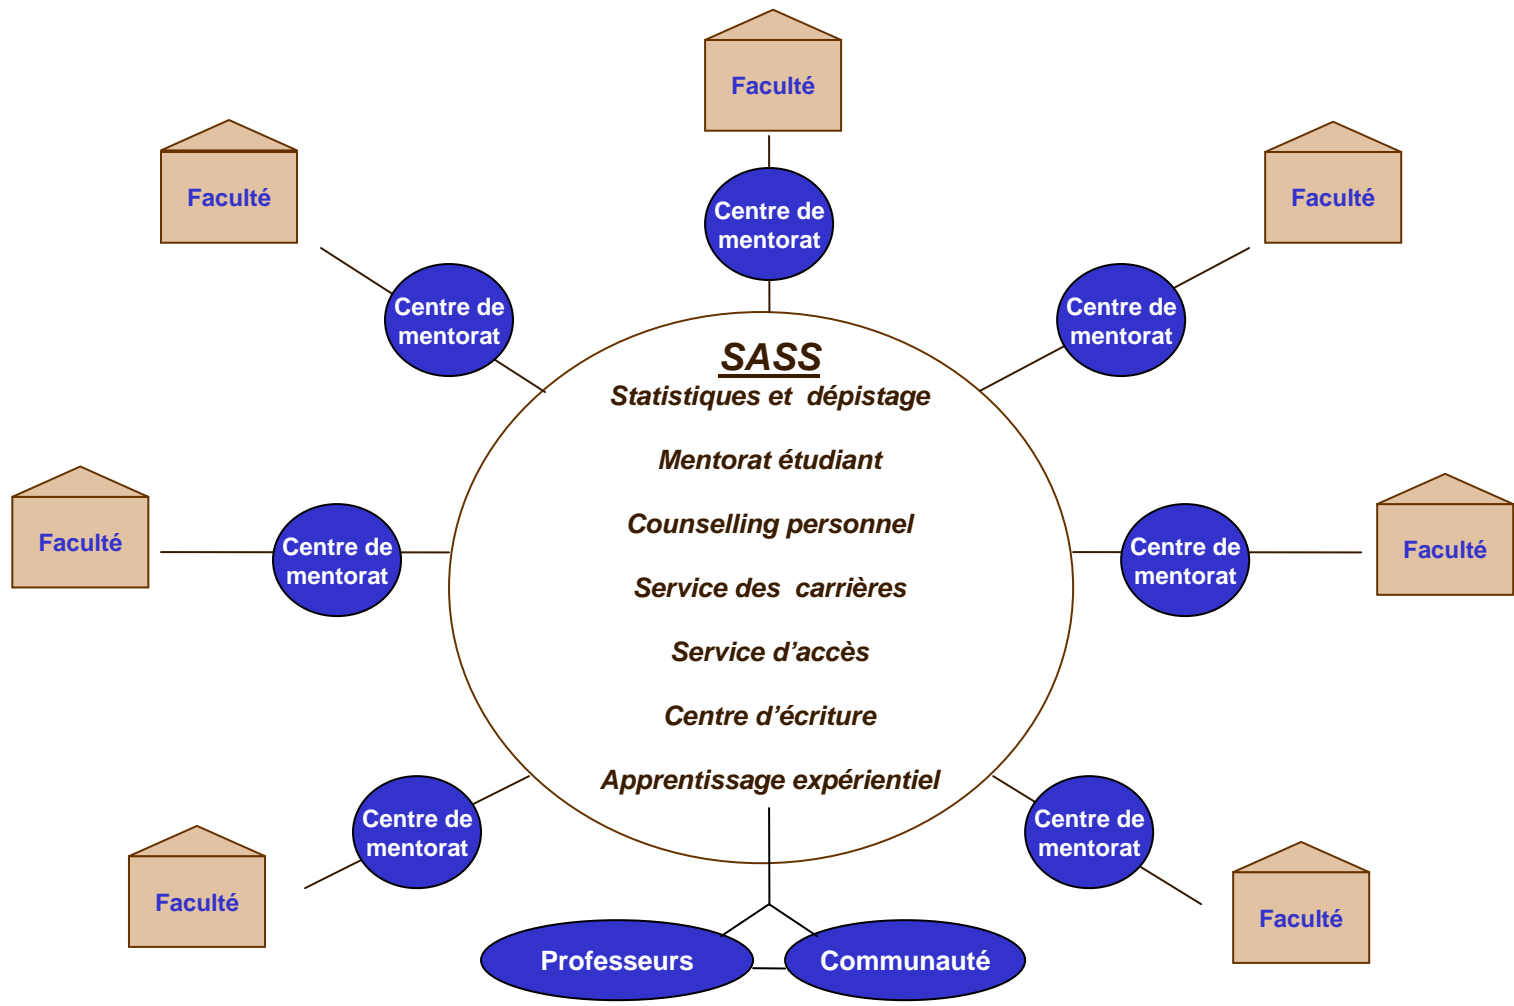 Faculté
Faculté
Faculté
Centre de
mentorat
Centre de
mentorat
Centre de
mentorat
SASS
Statistiques et dépistage
Mentorat étudiant
Counselling personnel
Faculté
Centre de
mentorat
Centre de
mentorat
Faculté
Service des carrières
Service d’accès
Centre d’écriture
Apprentissage expérientiel
Centre de
mentorat
Centre de
mentorat
Faculté
Faculté
Professeurs
Communauté